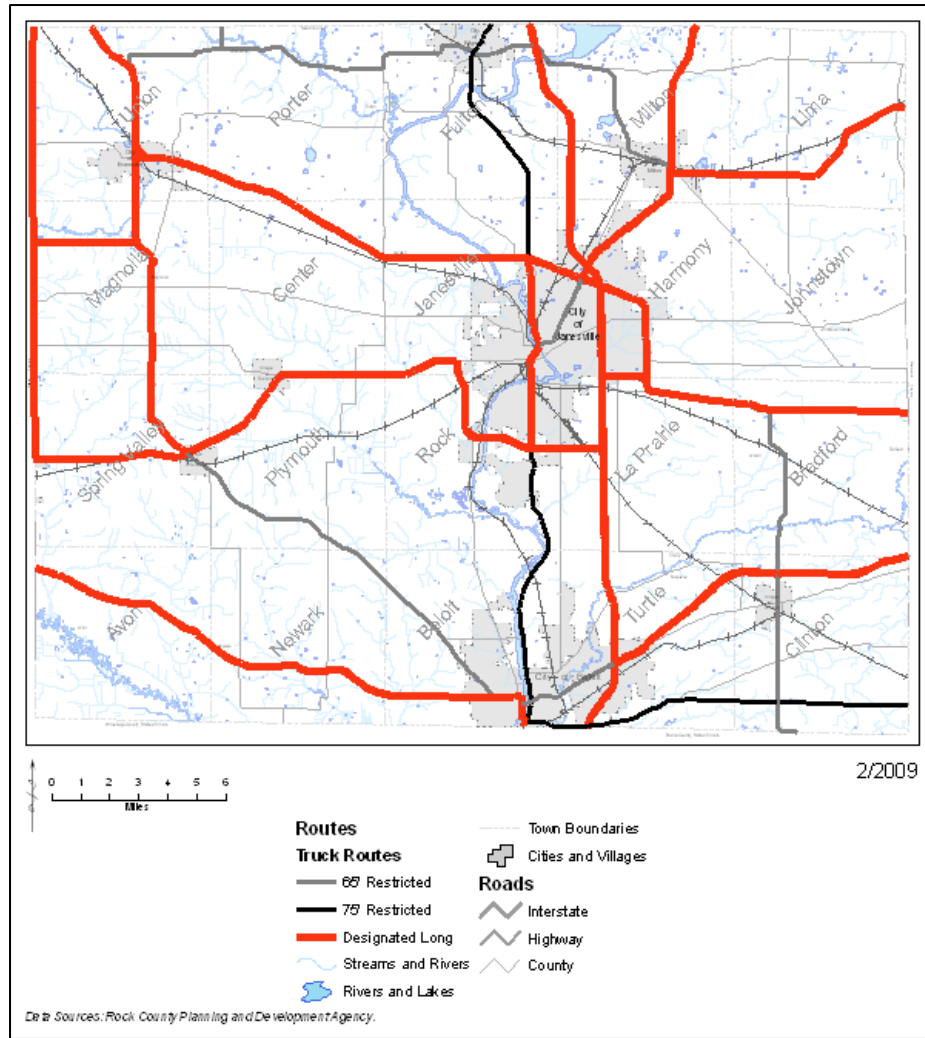 Union
Porter
Fulton
Milton
Lima
Magnolia
Center
Janesville
Harmony
Johnstown
City
of
Janesville
Spring Valley
Plymouth
Rock
La Prairie
Bradford
Avon
Newark
Beloit
Turtle
Clinton
2/2009
0 1 2 3 4 5 6
Miles
Routes
Truck Routes
65' Restricted
75' Restricted
Designated Long
Streams and Rivers
Rivers and Lakes
Town Boundaries
Cities and Villages
Roads
Interstate
Highway
County
Data Sources: Rock County Planning and Development Agency.